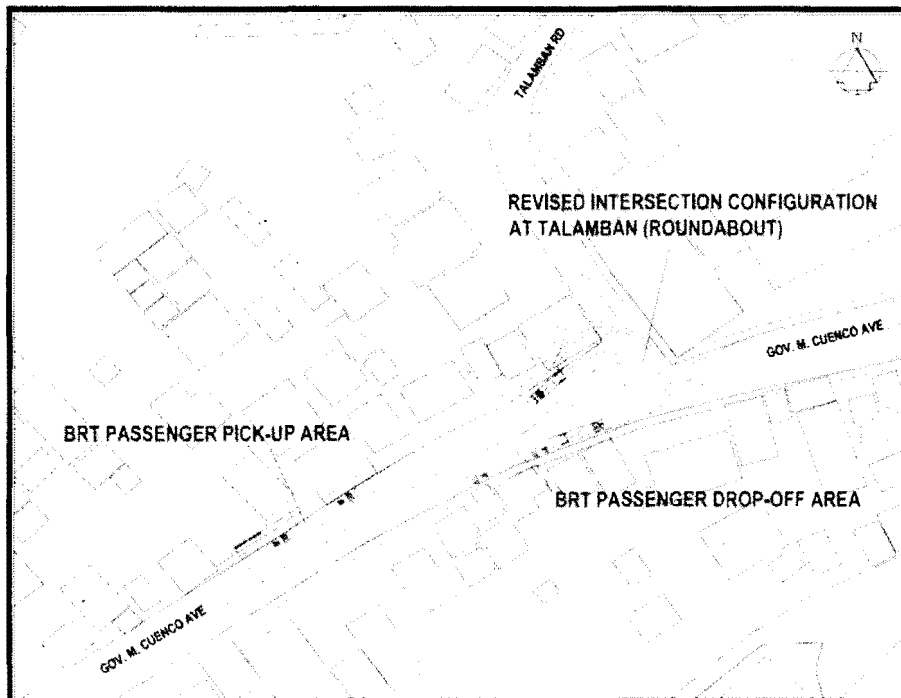 TALAMBAN RD
N
REVISED INTERSECTION CONFIGURATION
AT TALAMBAN (ROUNDABOUT)
GOV. M. CUENCO AVE
BRT PASSENGER PICK-UP AREA
BRT PASSENGER DROP-OFF AREA
GOV. M. CUENCO AVE